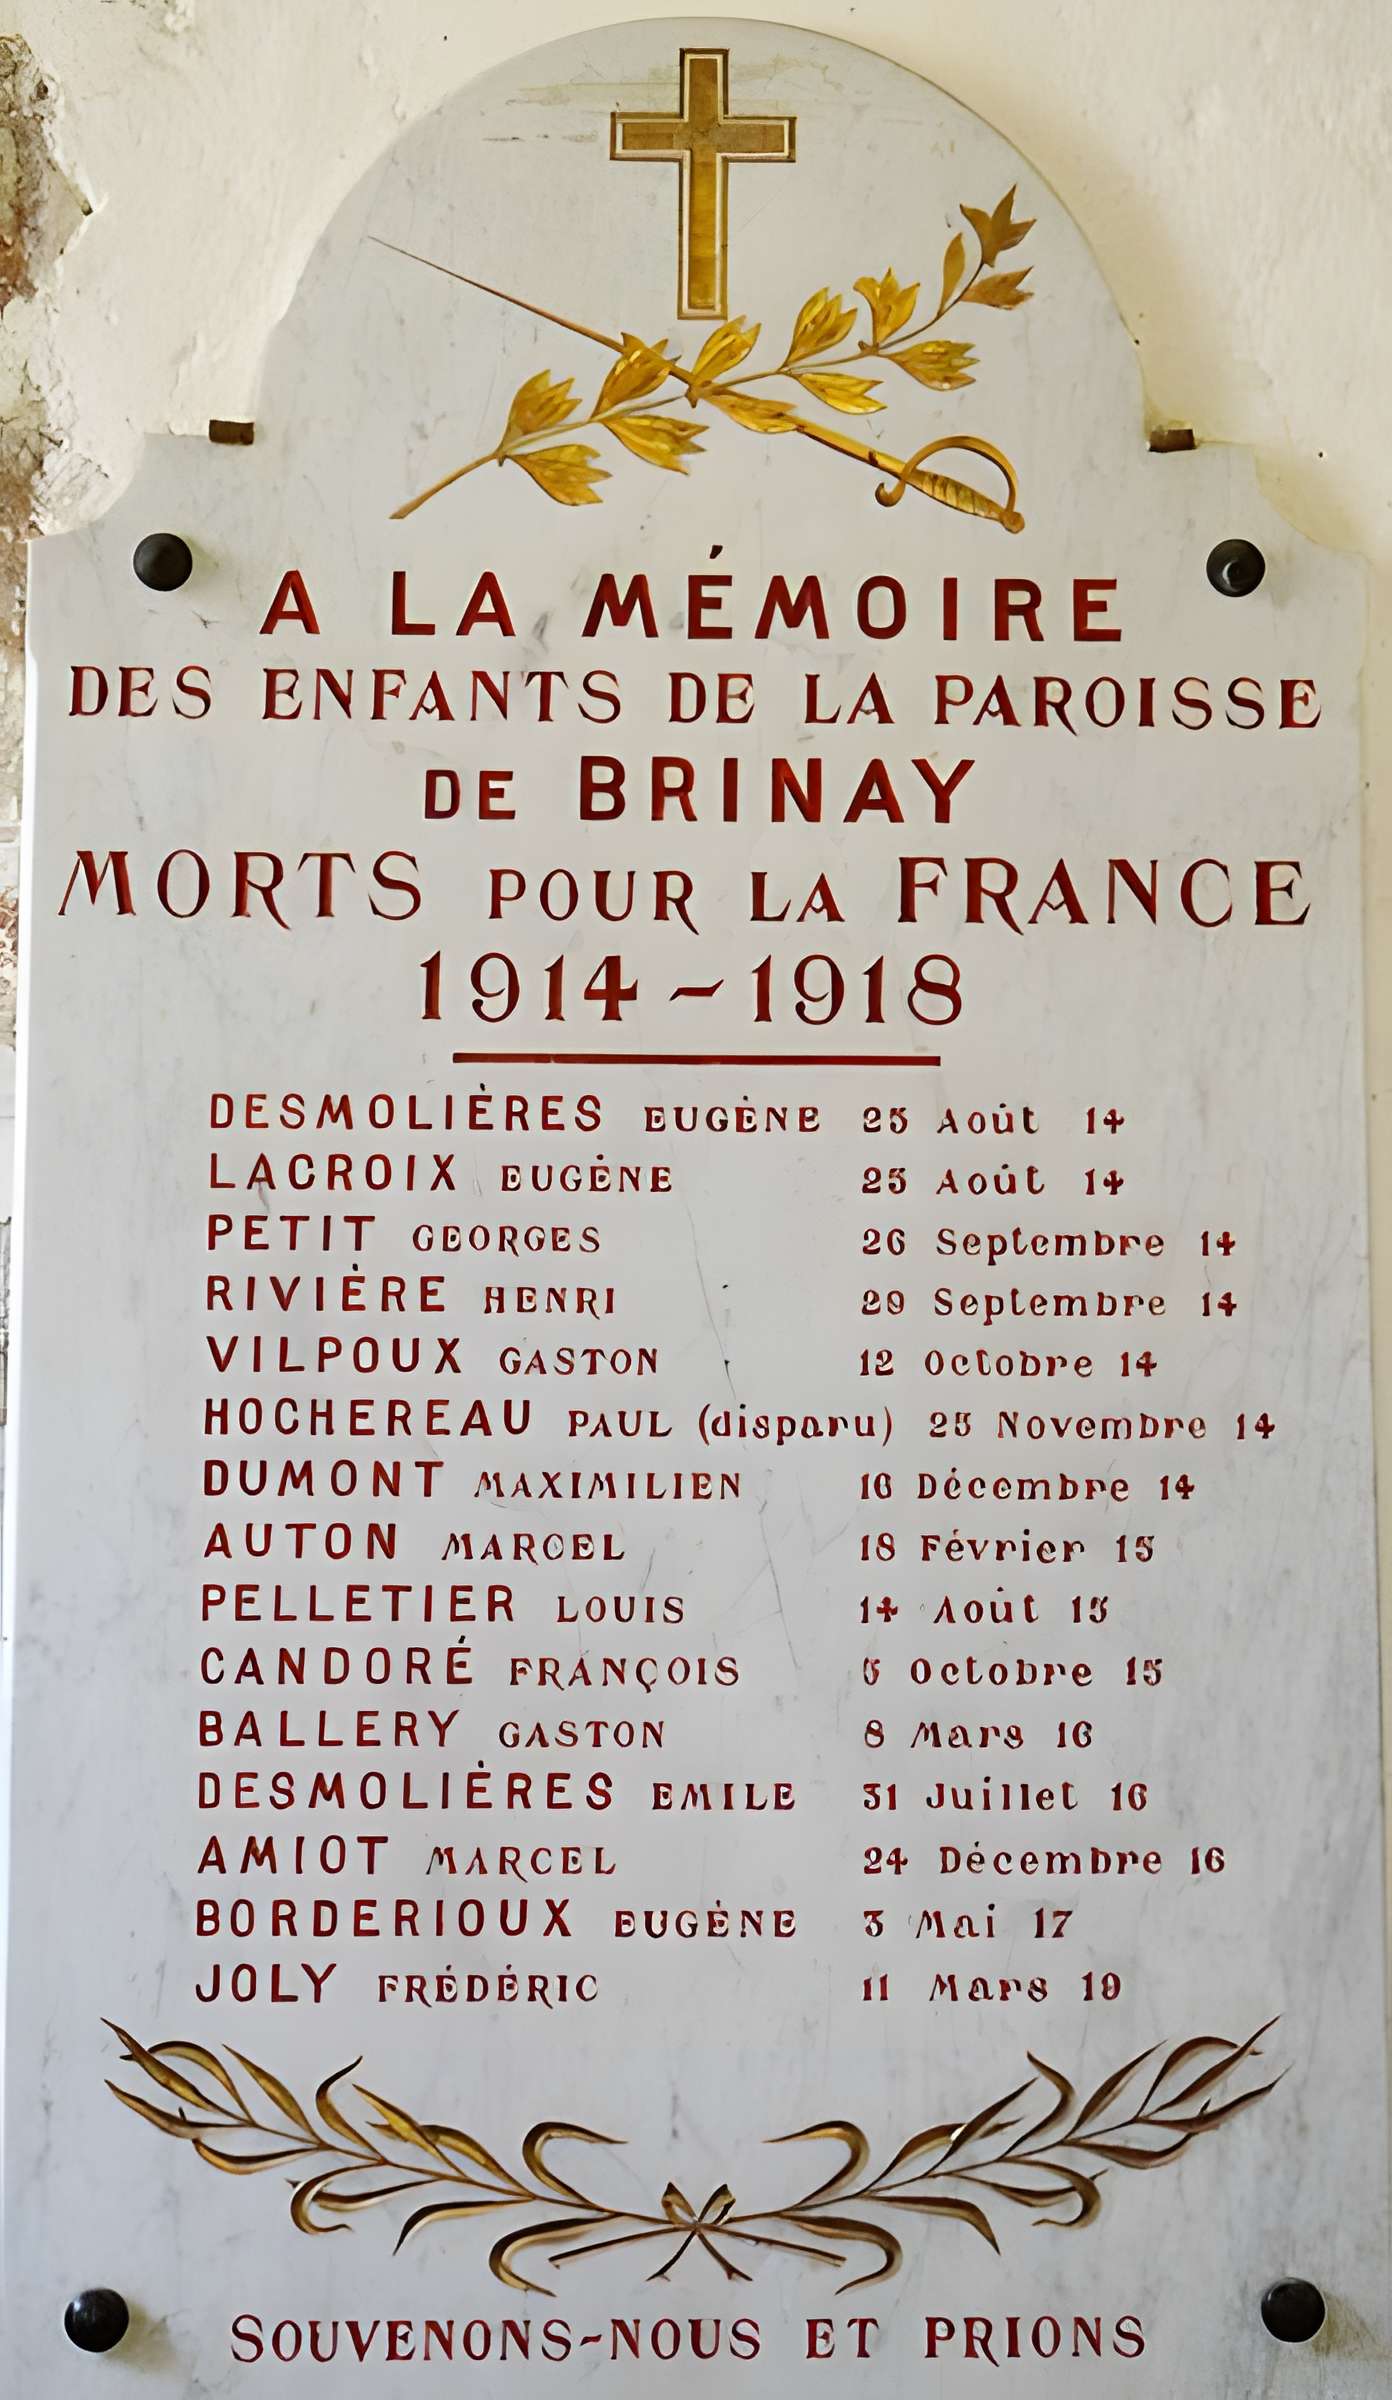 A LA MÉMOIRE
DES ENFANTS DE LA PAROISSE
DE BRINAY
MORTS POUR LA FRANCE
1914-1918
DESMOLIÈRES EUGÈNE 25 Août 14
LACROIX EUGÈNE 25 Août 14
PETIT GEORGES 26 Septembre 14
RIVIÈRE HENRI 29 Septembre 14
VILPOUX GASTON 12 Octobre 14
HOCHEREAU PAUL (disparu) 25 Novembre 14
DUMONT MAXIMILIEN 16 Décembre 14
AUTON MARCEL 18 Février 15
PELLETIER LOUIS 14 Août 15
CANDORÉ FRANÇOIS 6 Octobre 15
BALLERY GASTON 8 Mars 16
DESMOLIÈRES EMILE 31 Juillet 16
AMIOT MARCEL 24 Décembre 16
BORDERIOUX EUGÈNE 3 Mai 17
JOLY FRÉDÉRIC 11 Mars 19
SOUVENONS-NOUS ET PRIONS